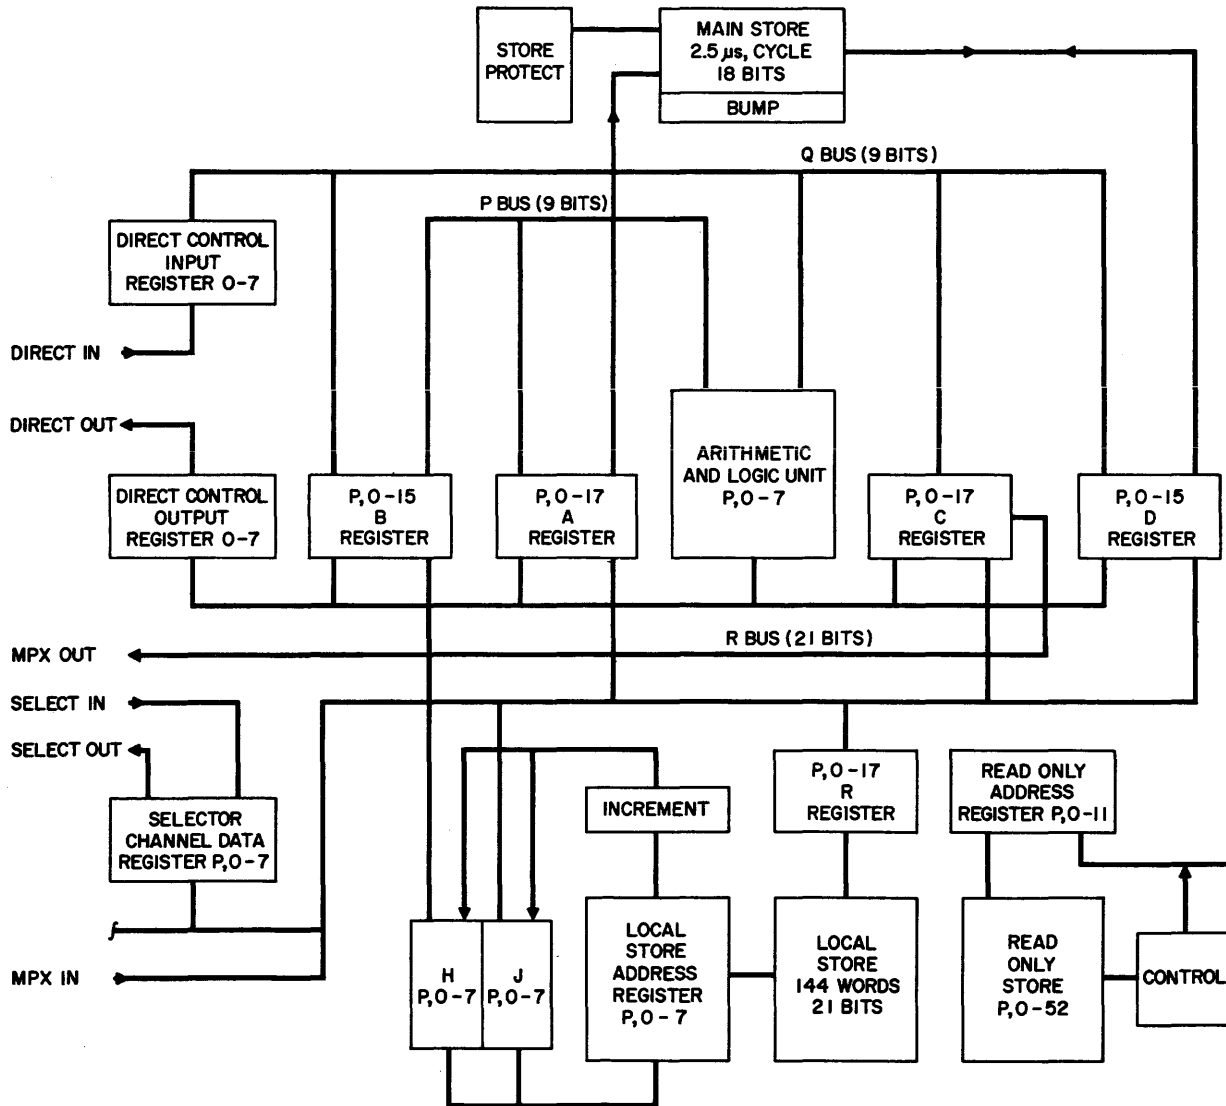 STORE
PROTECT
MAIN STORE
2.5 μs, CYCLE
18 BITS
BUMP
Q BUS (9 BITS)
P BUS (9 BITS)
DIRECT CONTROL
INPUT
REGISTER 0-7
DIRECT IN
DIRECT OUT
DIRECT CONTROL
OUTPUT
REGISTER 0-7
P, 0-15
B
REGISTER
P, 0-17
A
REGISTER
ARITHMETIC
AND LOGIC UNIT
P, 0-7
P, 0-17
C
REGISTER
P, 0-15
D
REGISTER
R BUS (21 BITS)
MPX OUT
SELECT IN
SELECT OUT
SELECTOR
CHANNEL DATA
REGISTER P, 0-7
MPX IN
INCREMENT
P, 0-17
R
REGISTER
READ ONLY
ADDRESS
REGISTER P, 0-11
H
P, 0-7
J
P, 0-7
LOCAL
STORE
ADDRESS
REGISTER
P, 0-7
LOCAL
STORE
144 WORDS
21 BITS
READ
ONLY
STORE
P, 0-52
CONTROL